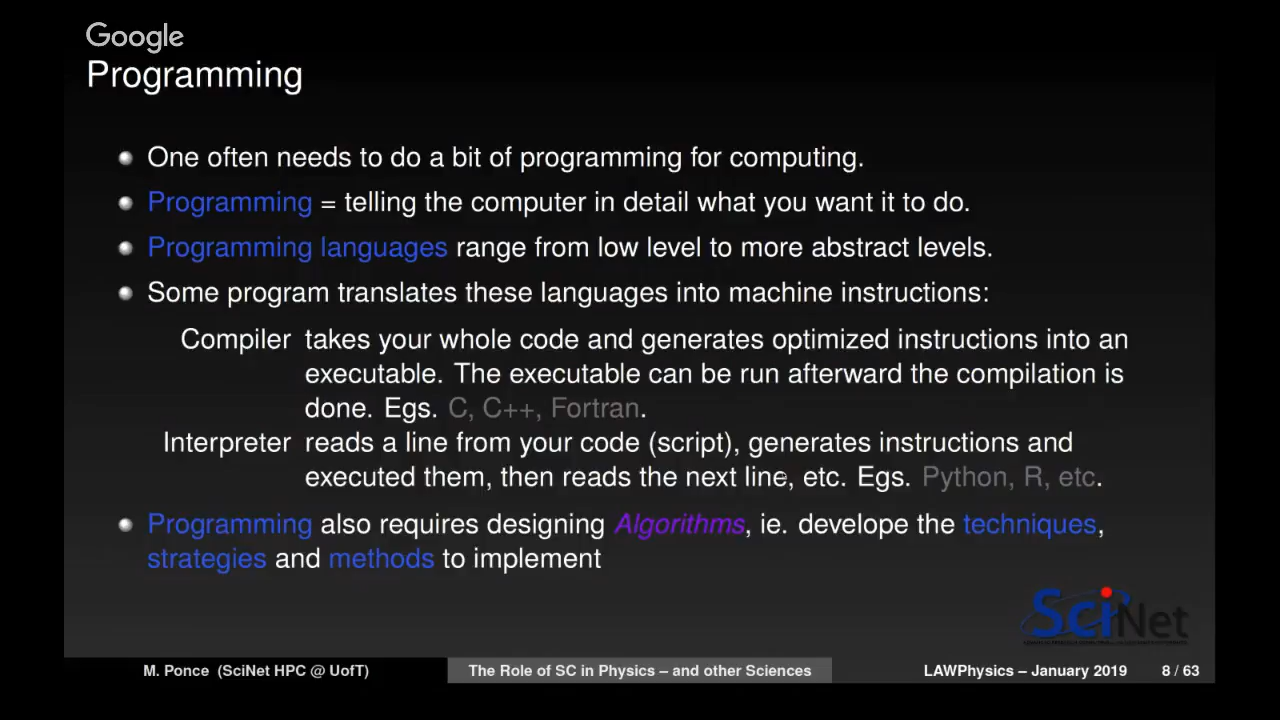 Google
Programming
One often needs to do a bit of programming for computing.
Programming = telling the computer in detail what you want it to do.
Programming languages range from low level to more abstract levels.
Some program translates these languages into machine instructions:
Compiler takes your whole code and generates optimized instructions into an
executable. The executable can be run afterward the compilation is
done. Egs. C, C++, Fortran.
Interpreter reads a line from your code (script), generates instructions and
executed them, then reads the next line, etc. Egs. Python, R, etc.
Programming also requires designing Algorithms, ie. develope the techniques,
strategies and methods to implement
SciNet
M. Ponce (SciNet HPC @ UofT) The Role of SC in Physics – and other Sciences LAWPhysics – January 2019 8 / 63